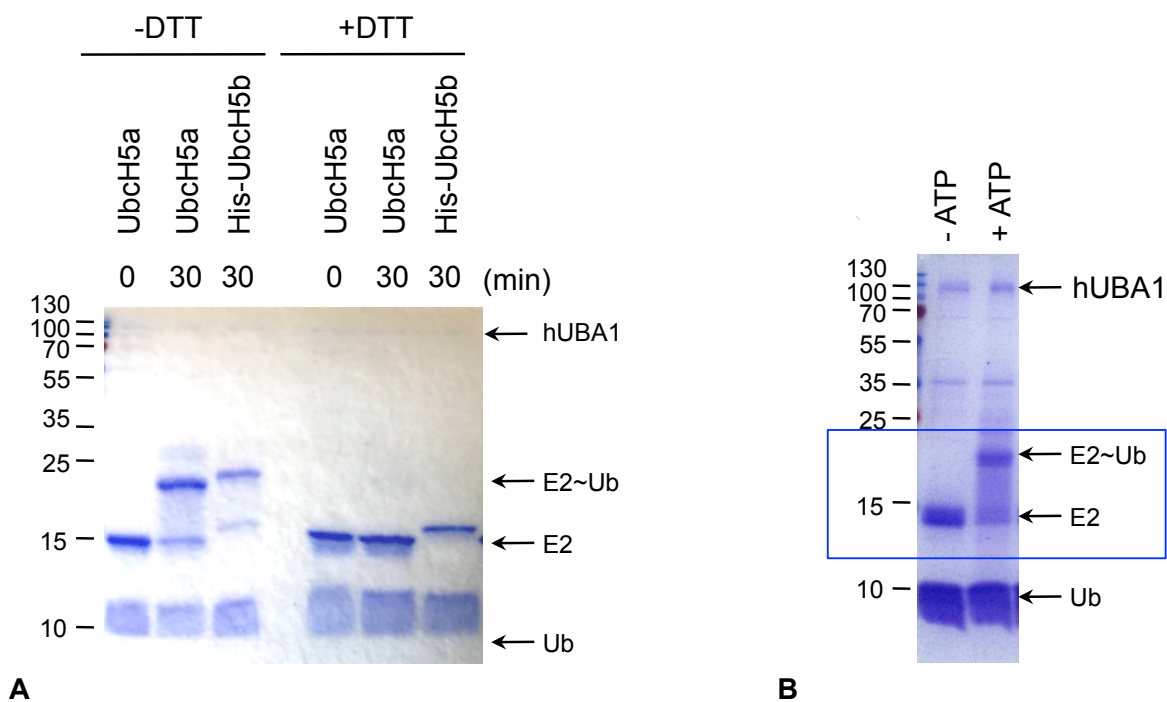 -DTT +DTT
UbcH5a UbcH5a His-UbcH5b UbcH5a UbcH5a His-UbcH5b
0 30 30 0 30 30 (min)
130
100
70
55
35
25
15
10
hUBA1
E2~Ub
E2
Ub
A
- ATP + ATP
130
100
70
55
35
25
15
10
hUBA1
E2~Ub
E2
Ub
B